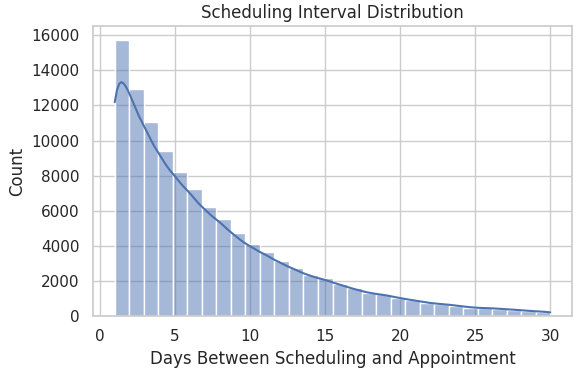 Scheduling Interval Distribution
16000
14000
12000
10000
8000
6000
4000
2000
0
Count
0 5 10 15 20 25 30
Days Between Scheduling and Appointment